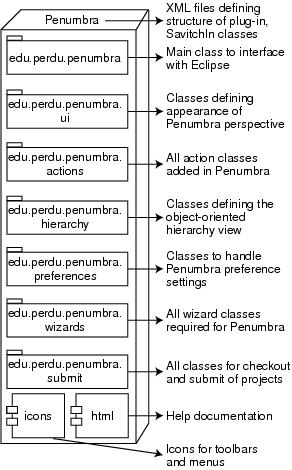 Penumbra
XML files defining
structure of plug-in,
SavitchIn classes
edu.perdu.penumbra
Main class to interface
with Eclipse
edu.perdu.penumbra.
ui
Classes defining
appearance of
Penumbra perspective
edu.perdu.penumbra.
actions
All action classes
added in Penumbra
edu.perdu.penumbra.
hierarchy
Classes defining the
object-oriented
hierarchy view
edu.perdu.penumbra.
preferences
Classes to handle
Penumbra preference
settings
edu.perdu.penumbra.
wizards
All wizard classes
required for Penumbra
edu.perdu.penumbra.
submit
All classes for checkout
and submit of projects
icons
html
Help documentation
Icons for toolbars
and menus